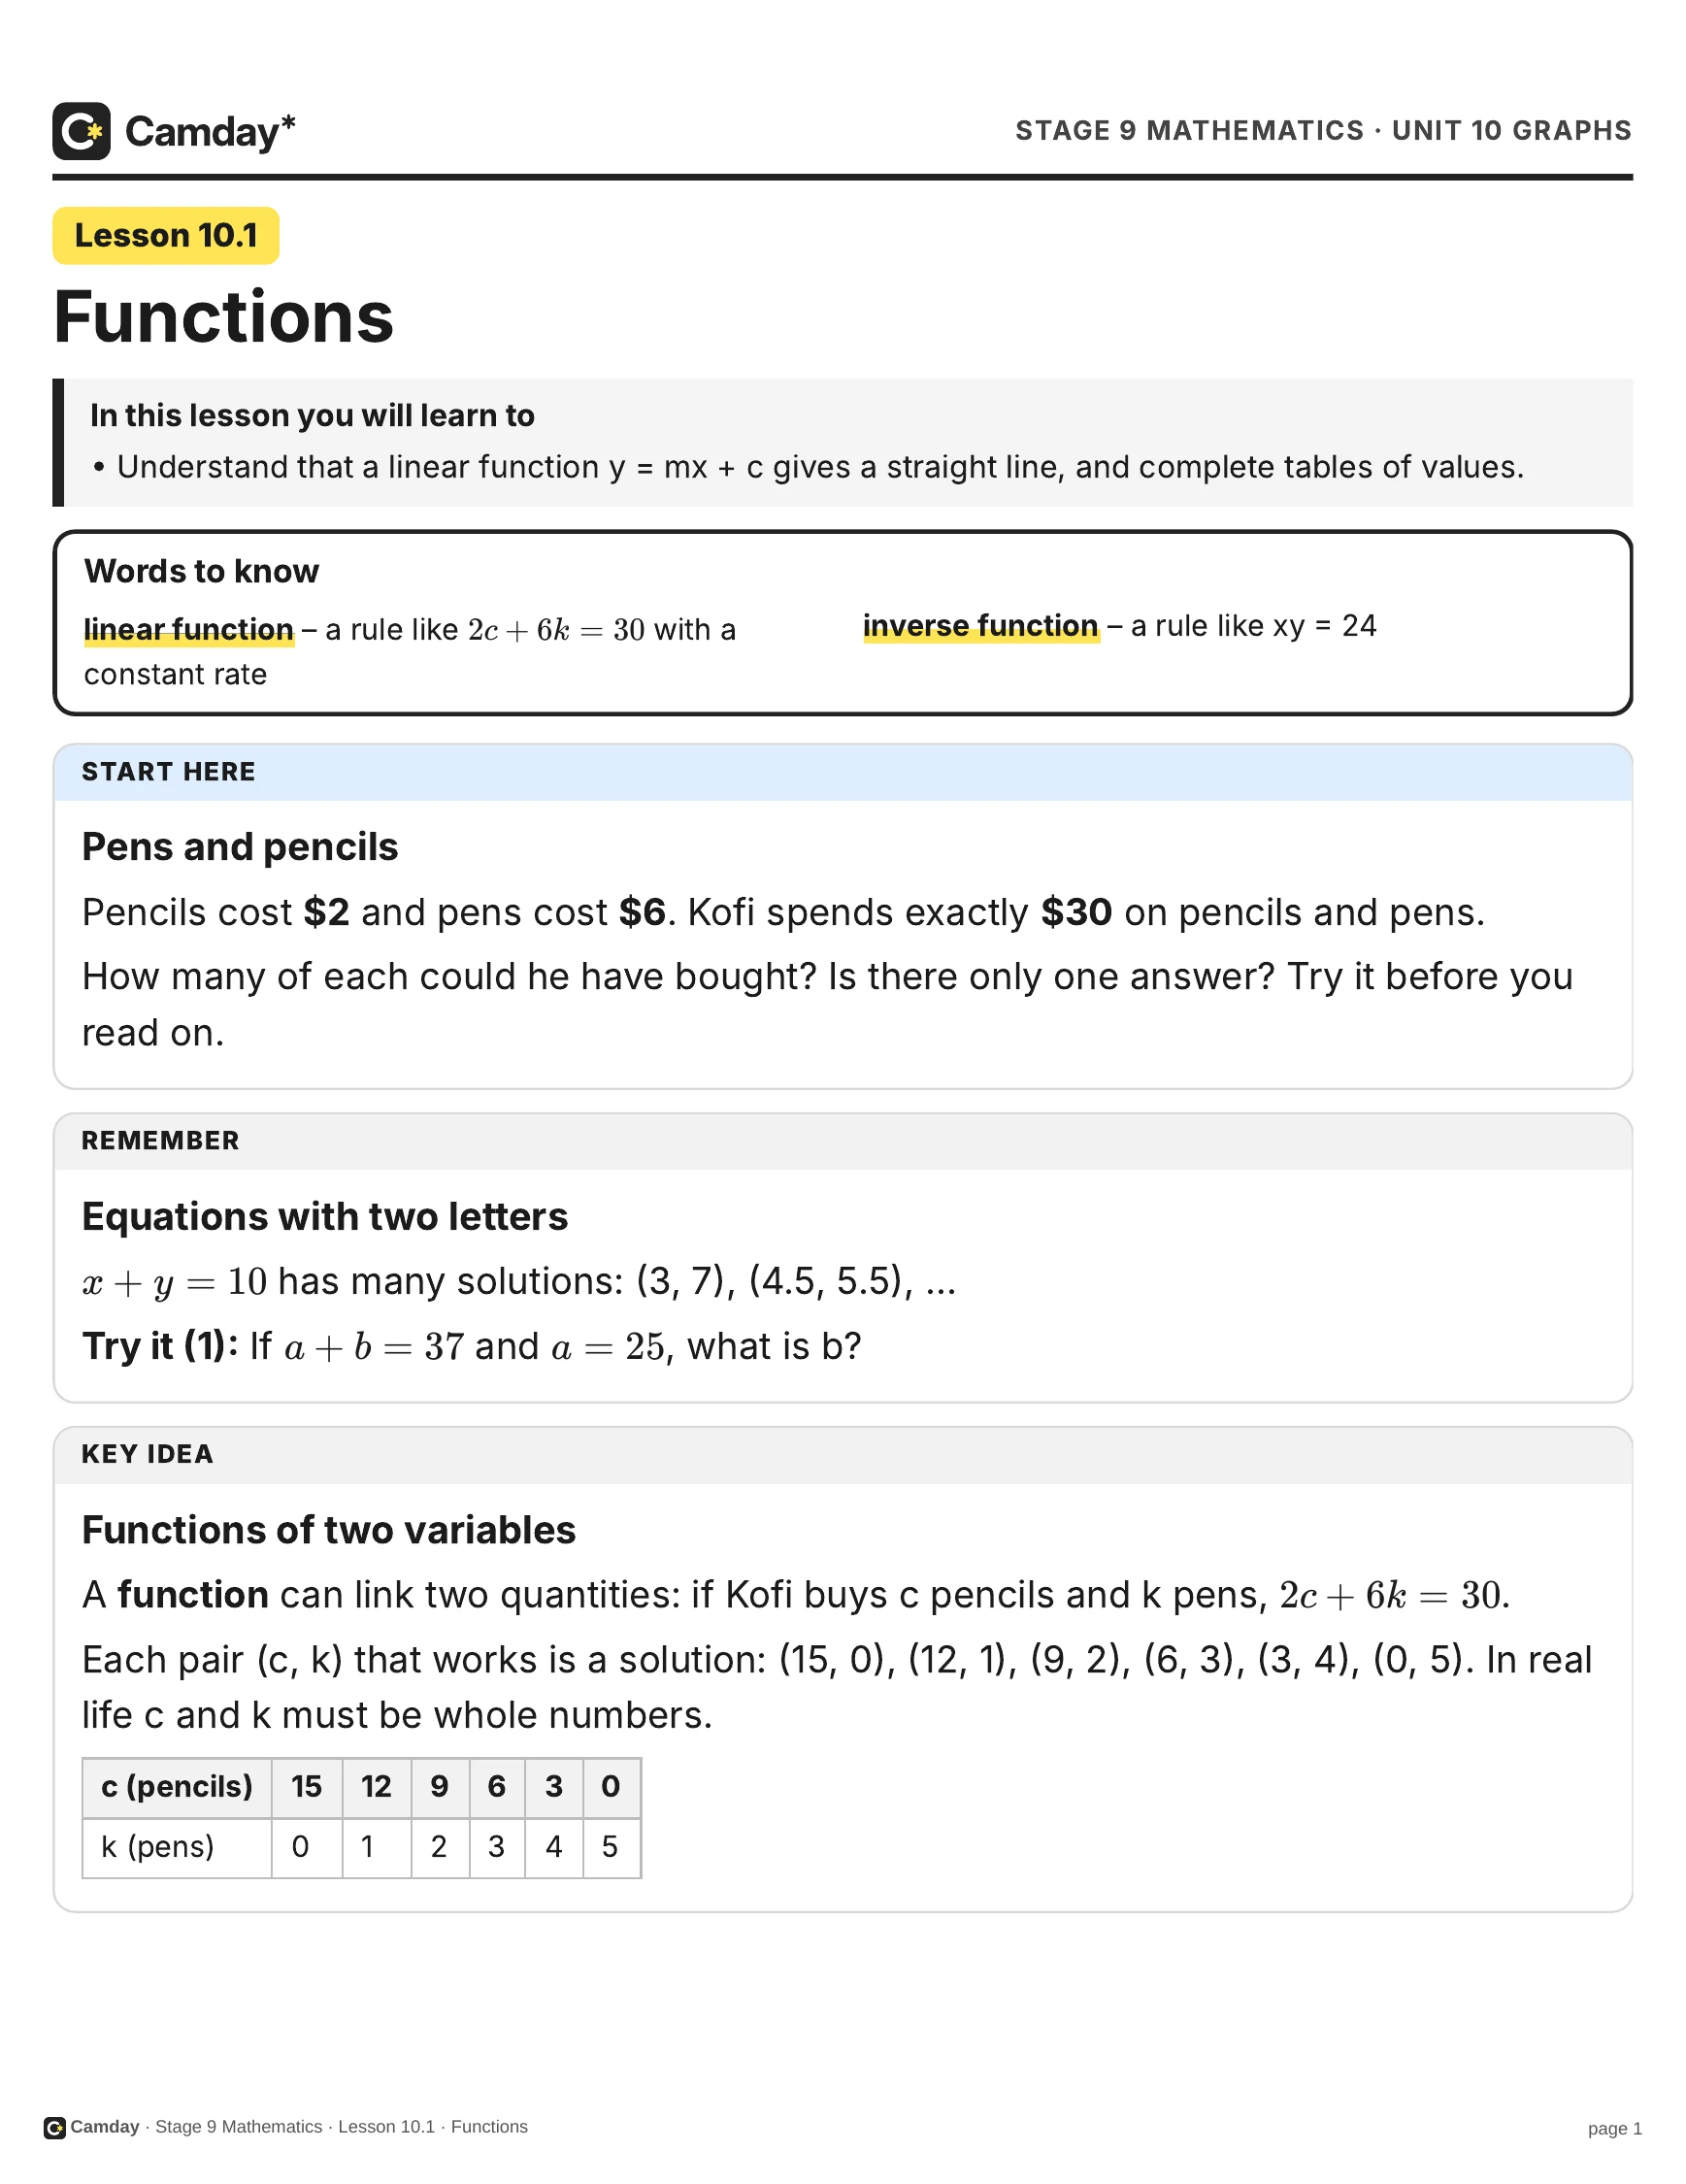 Camday*
STAGE 9 MATHEMATICS · UNIT 10 GRAPHS
Lesson 10.1
Functions
In this lesson you will learn to
• Understand that a linear function y = mx + c gives a straight line, and complete tables of values.
Words to know
linear function – a rule like 2c + 6k = 30 with a
constant rate
inverse function – a rule like xy = 24
START HERE
Pens and pencils
Pencils cost $2 and pens cost $6. Kofi spends exactly $30 on pencils and pens.
How many of each could he have bought? Is there only one answer? Try it before you
read on.
REMEMBER
Equations with two letters
x + y = 10 has many solutions: (3, 7), (4.5, 5.5), ...
Try it (1): If a + b = 37 and a = 25, what is b?
KEY IDEA
Functions of two variables
A function can link two quantities: if Kofi buys c pencils and k pens, 2c + 6k = 30.
Each pair (c, k) that works is a solution: (15, 0), (12, 1), (9, 2), (6, 3), (3, 4), (0, 5). In real
life c and k must be whole numbers.
c (pencils) 15 12 9 6 3 0
k (pens) 0 1 2 3 4 5
Camday · Stage 9 Mathematics · Lesson 10.1 · Functions
page 1